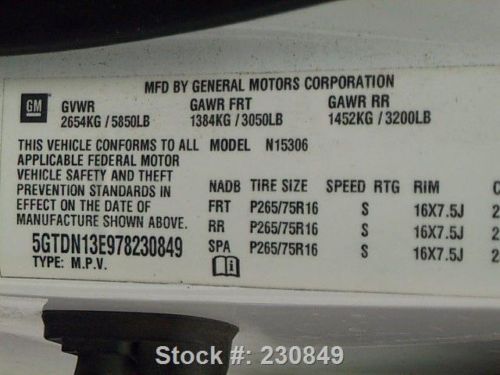 MFD BY GENERAL MOTORS CORPORATION
GM GVWR GAWR FRT GAWR RR
2654KG / 5850LB 1384KG / 3050LB 1452KG / 3200LB
THIS VEHICLE CONFORMS TO ALL MODEL N15306
APPLICABLE FEDERAL MOTOR
VEHICLE SAFETY AND THEFT
PREVENTION STANDARDS IN
EFFECT ON THE DATE OF
MANUFACTURE SHOWN ABOVE.
5GTDN13E978230849
TYPE: M.P.V.
NADB TIRE SIZE SPEED RTG RIM
FRT P265/75R16 S 16X7.5J
RR P265/75R16 S 16X7.5J
SPA P265/75R16 S 16X7.5J
Stock #: 230849